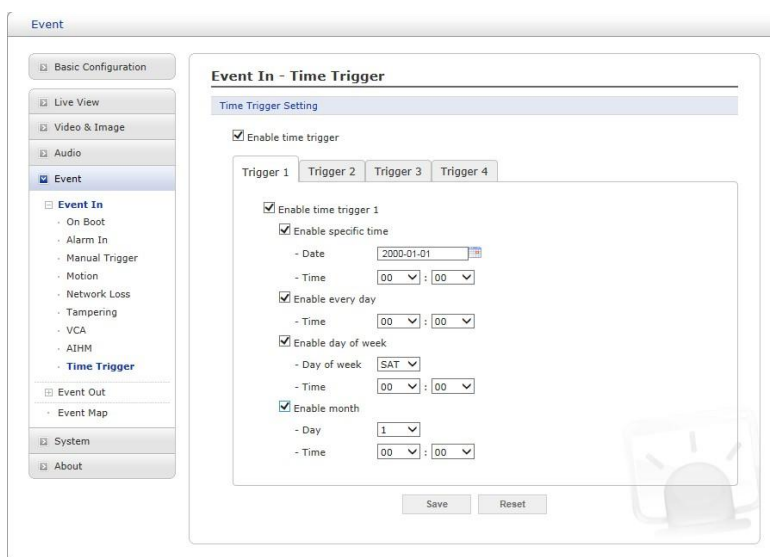 Event
Basic Configuration
Live View
Video & Image
Audio
Event
Event In
On Boot
Alarm In
Manual Trigger
Motion
Network Loss
Tampering
VCA
AIHM
Time Trigger
Event Out
Event Map
System
About
Event In - Time Trigger
Time Trigger Setting
Enable time trigger
Trigger 1 Trigger 2 Trigger 3 Trigger 4
Enable time trigger 1
Enable specific time
- Date 2000-01-01
- Time 00 : 00
Enable every day
- Time 00 : 00
Enable day of week
- Day of week SAT
- Time 00 : 00
Enable month
- Day 1
- Time 00 : 00
Save Reset